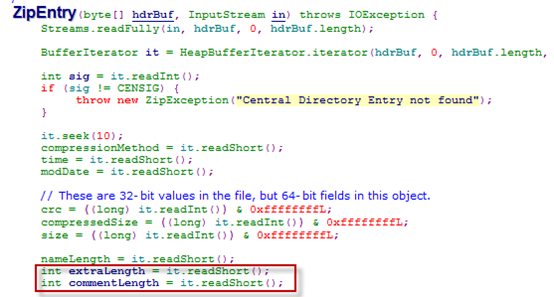 ZipEntry(byte[] hdrBuf, InputStream in) throws IOException {
Streams.readFully(in, hdrBuf, 0, hdrBuf.length);
BufferIterator it = HeapBufferIterator.iterator(hdrBuf, 0, hdrBuf.length,
int sig = it.readInt();
if (sig != CENSIG) {
throw new ZipException("Central Directory Entry not found");
}
it.seek(10);
compressionMethod = it.readShort();
time = it.readShort();
modDate = it.readShort();
// These are 32-bit values in the file, but 64-bit fields in this object.
crc = ((long) it.readInt()) & 0xffffffffL;
compressedSize = ((long) it.readInt()) & 0xffffffffL;
size = ((long) it.readInt()) & 0xffffffffL;
nameLength = it.readShort();
int extraLength = it.readShort();
int commentLength = it.readShort();